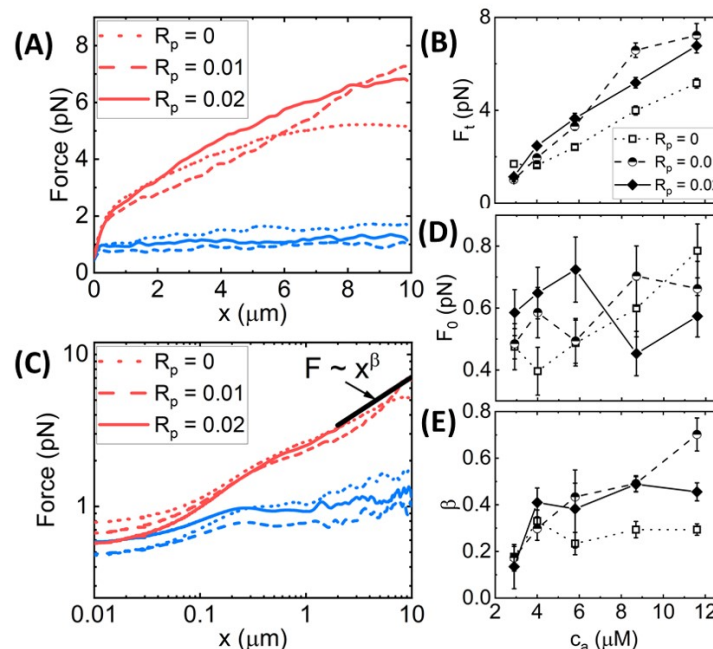 (A)
R_p = 0
R_p = 0.01
R_p = 0.02
Force (pN)
8
6
4
2
0
0 2 4 6 8 10
x (μm)
(B)
F_t (pN)
8
4
0
R_p = 0
R_p = 0.0
R_p = 0.02
(C)
R_p = 0
R_p = 0.01
R_p = 0.02
F ~ x^β
Force (pN)
10
1
0.01 0.1 1 10
x (μm)
(D)
F_0 (pN)
0.8
0.6
0.4
(E)
β
0.8
0.6
0.4
0.2
0.0
4 6 8 10 12
c_a (μM)